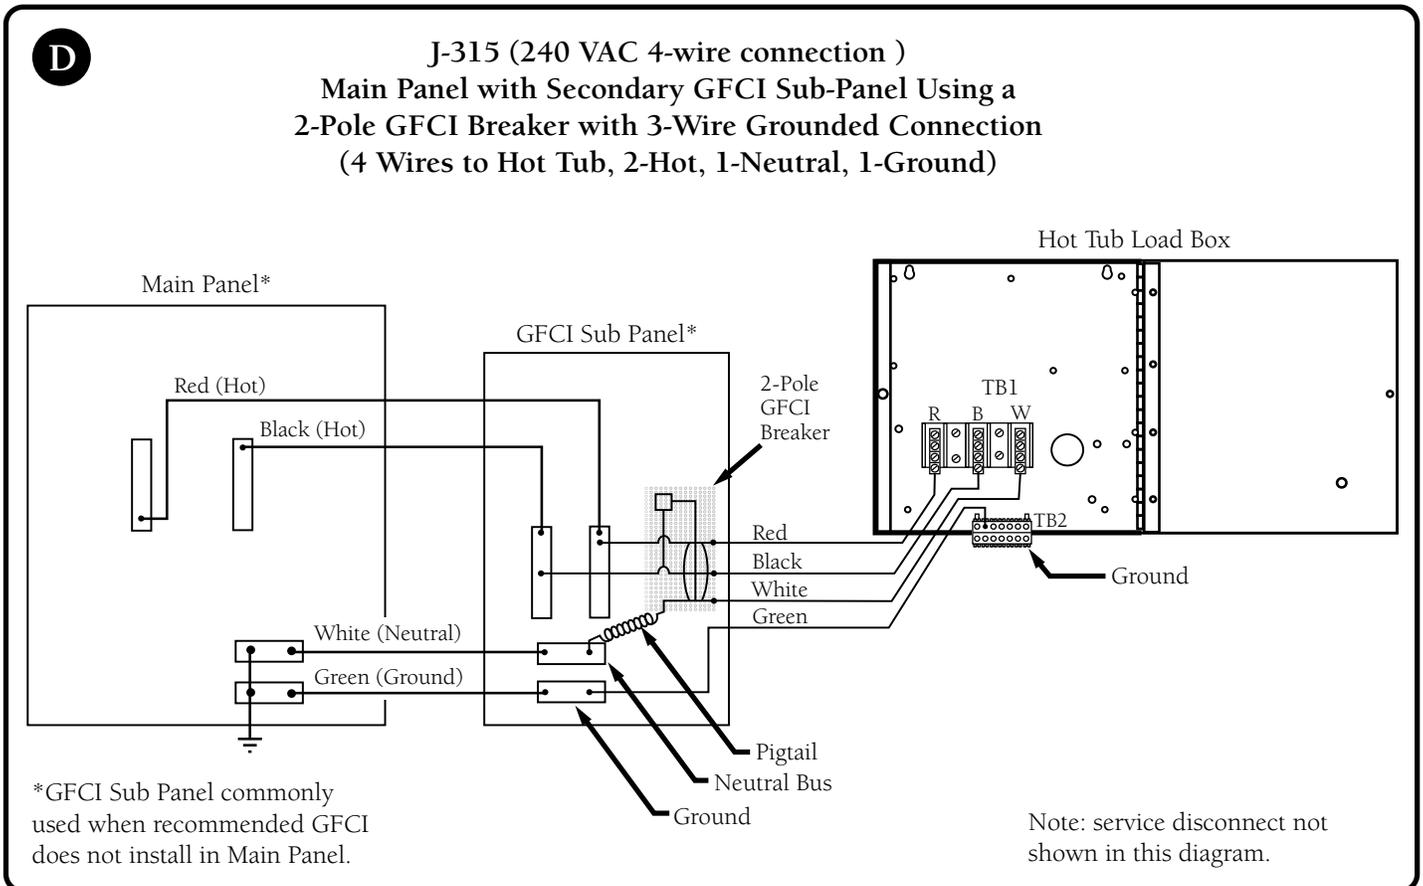 D
J-315 (240 VAC 4-wire connection )
Main Panel with Secondary GFCI Sub-Panel Using a
2-Pole GFCI Breaker with 3-Wire Grounded Connection
(4 Wires to Hot Tub, 2-Hot, 1-Neutral, 1-Ground)
Hot Tub Load Box
Main Panel*
GFCI Sub Panel*
2-Pole
GFCI
Breaker
Red (Hot)
Black (Hot)
TB1
R B W
TB2
Red
Black
White
Green
Ground
White (Neutral)
Green (Ground)
Pigtail
Neutral Bus
Ground
*GFCI Sub Panel commonly
used when recommended GFCI
does not install in Main Panel.
Note: service disconnect not
shown in this diagram.